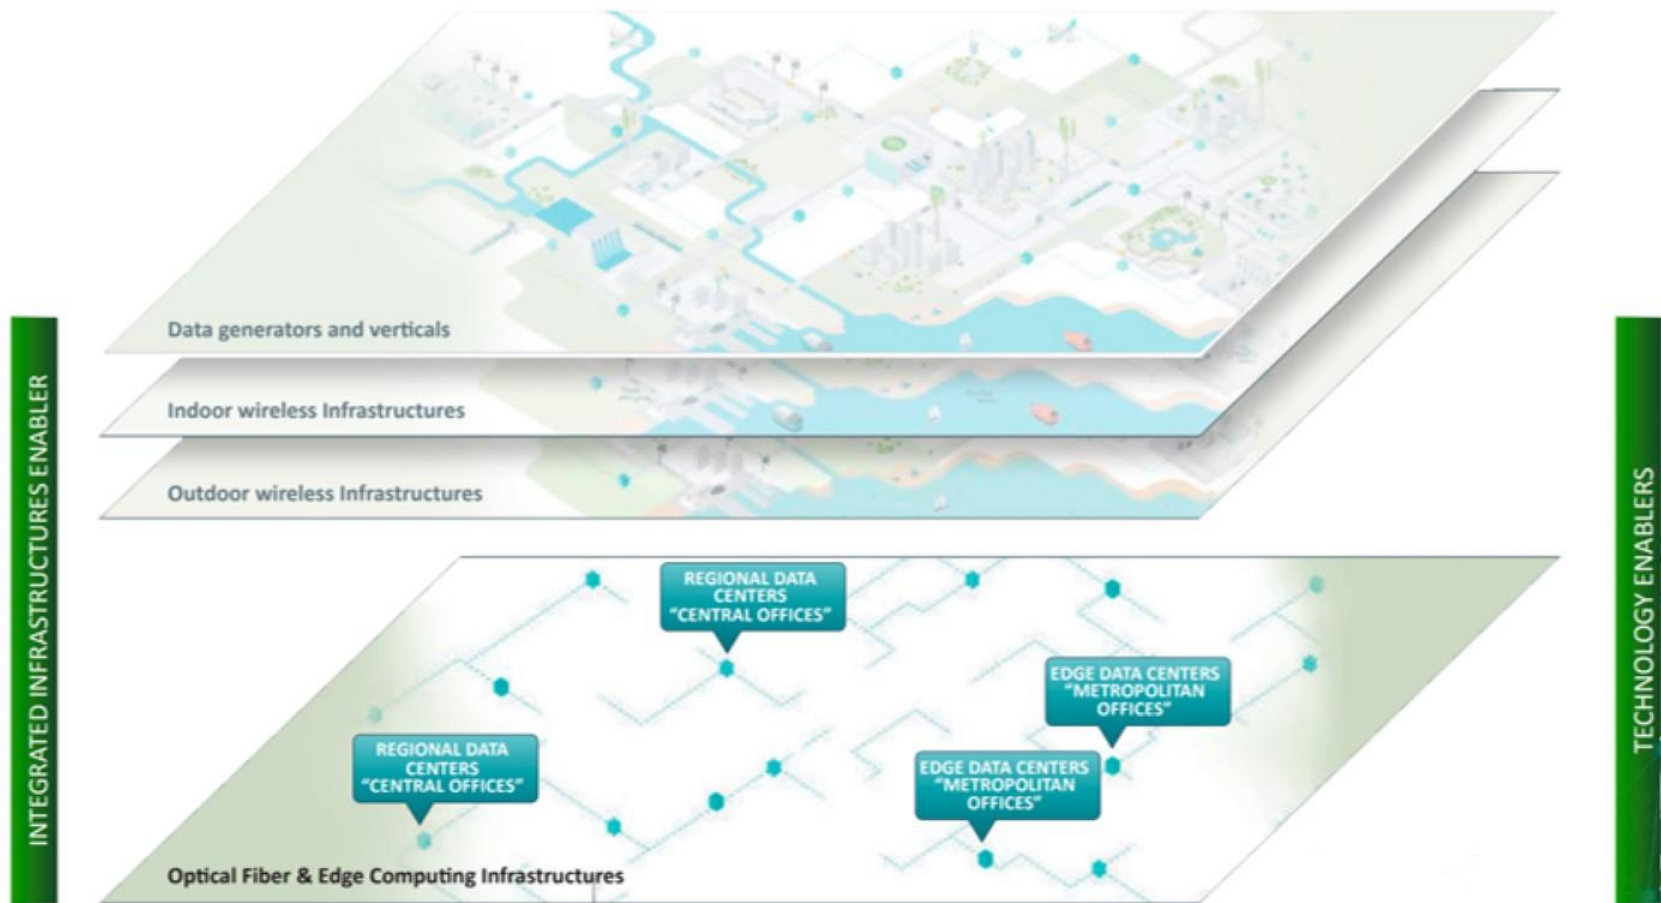 Data generators and verticals
Indoor wireless Infrastructures
Outdoor wireless Infrastructures
INTEGRATED INFRASTRUCTURES ENABLER
TECHNOLOGY ENABLERS
REGIONAL DATA
CENTERS
“CENTRAL OFFICES”
EDGE DATA CENTERS
“METROPOLITAN
OFFICES”
REGIONAL DATA
CENTERS
“CENTRAL OFFICES”
EDGE DATA CENTERS
“METROPOLITAN
OFFICES”
Optical Fiber & Edge Computing Infrastructures